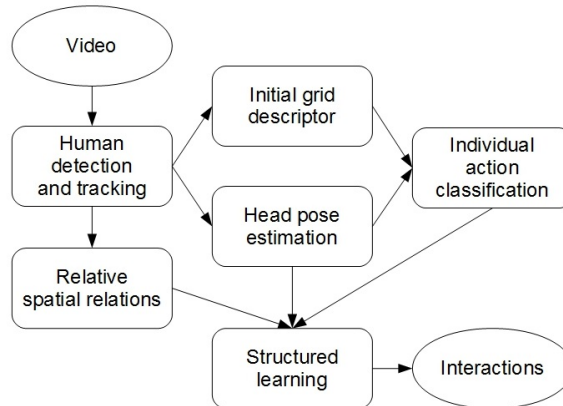 Video
Initial grid
descriptor
Human
detection
and tracking
Individual
action
classification
Head pose
estimation
Relative
spatial relations
Structured
learning
Interactions